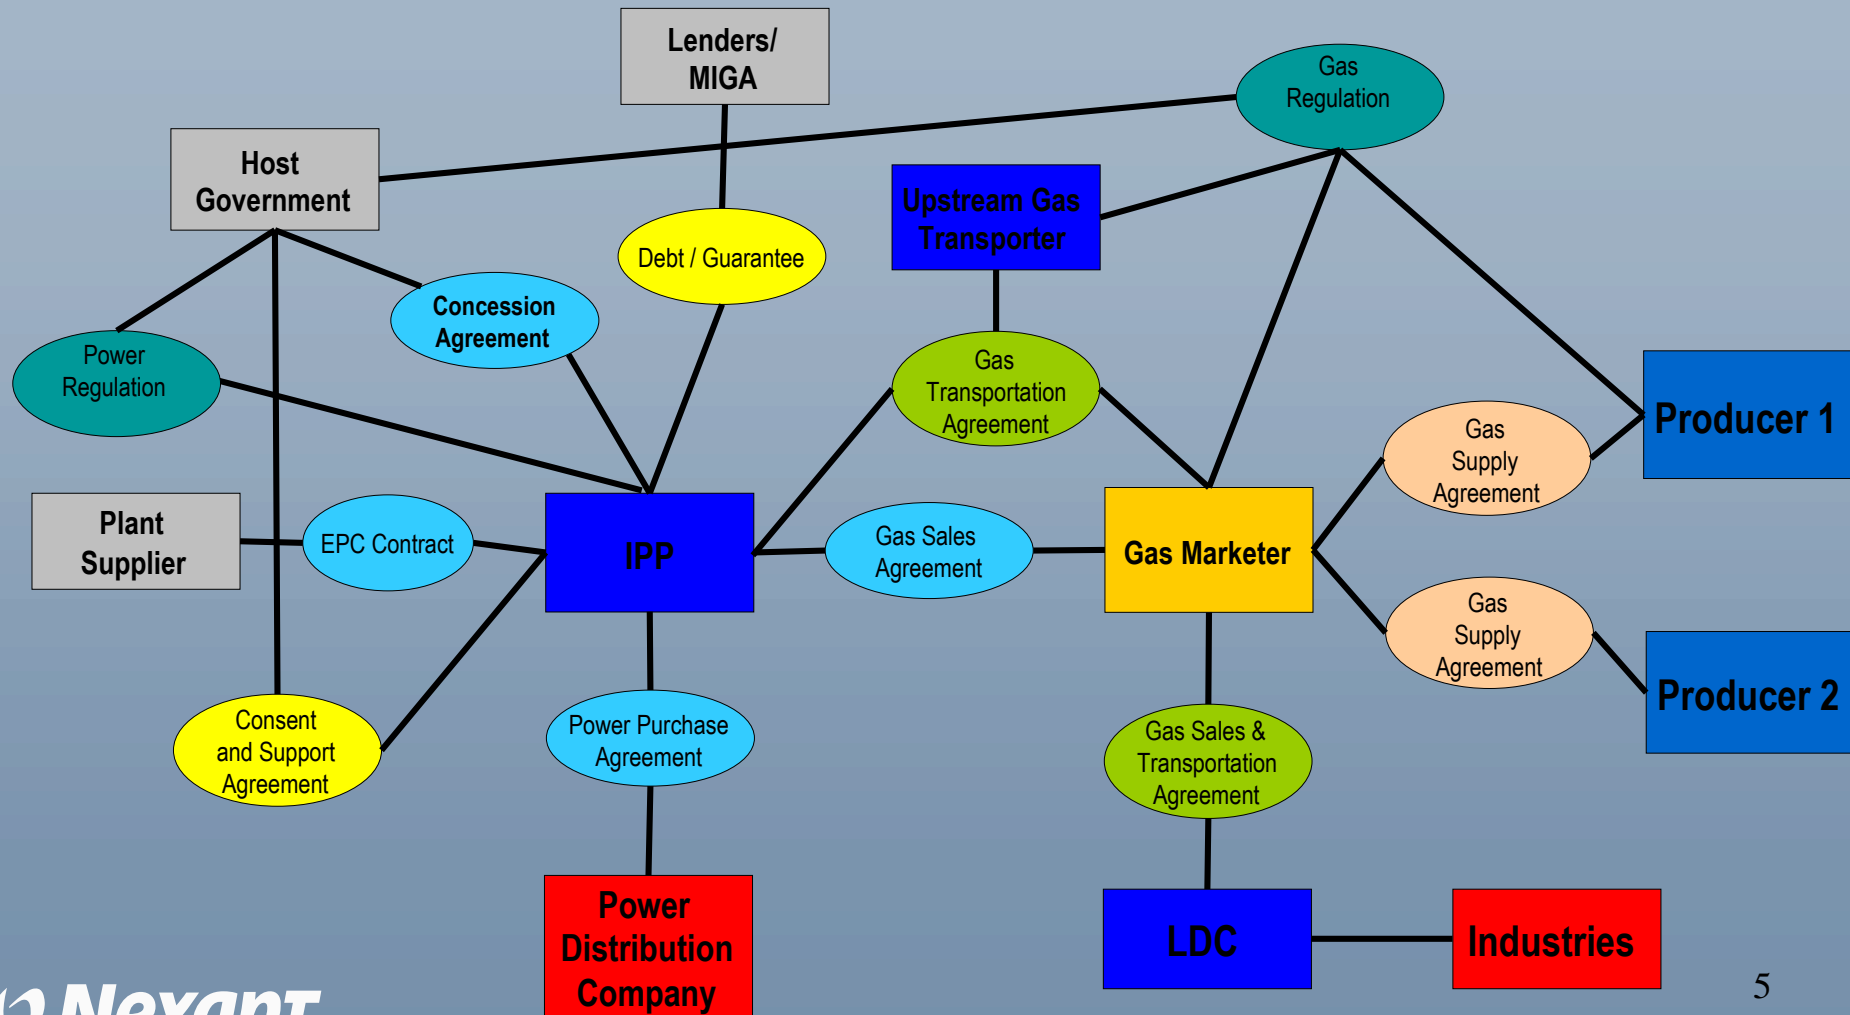 Lenders/
MIGA
Gas
Regulation
Host
Government
Upstream Gas
Transporter
Debt / Guarantee
Concession
Agreement
Power
Regulation
Gas
Transportation
Agreement
Producer 1
Gas
Supply
Agreement
Plant
Supplier
EPC Contract
IPP
Gas Sales
Agreement
Gas Marketer
Gas
Supply
Agreement
Producer 2
Consent
and Support
Agreement
Power Purchase
Agreement
Gas Sales &
Transportation
Agreement
Power
Distribution
Company
LDC
Industries
Nexant
5